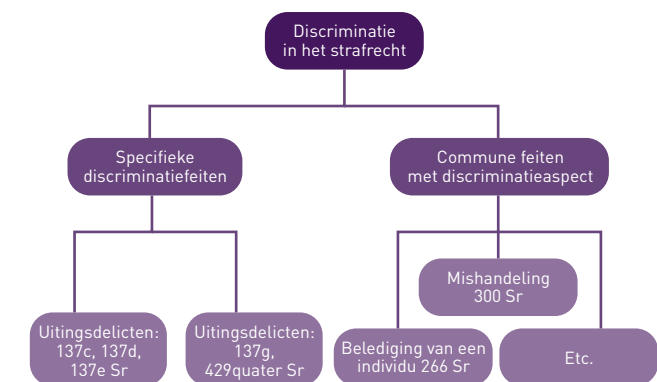 Discriminatie
in het strafrecht
Specifieke
discriminatiefeiten
Commune feiten
met discriminatieaspect
Uitingsdelicten:
137c, 137d,
137e Sr
Uitingsdelicten:
137g,
429quater Sr
Mishandeling
300 Sr
Belediging van een
individu 266 Sr
Etc.